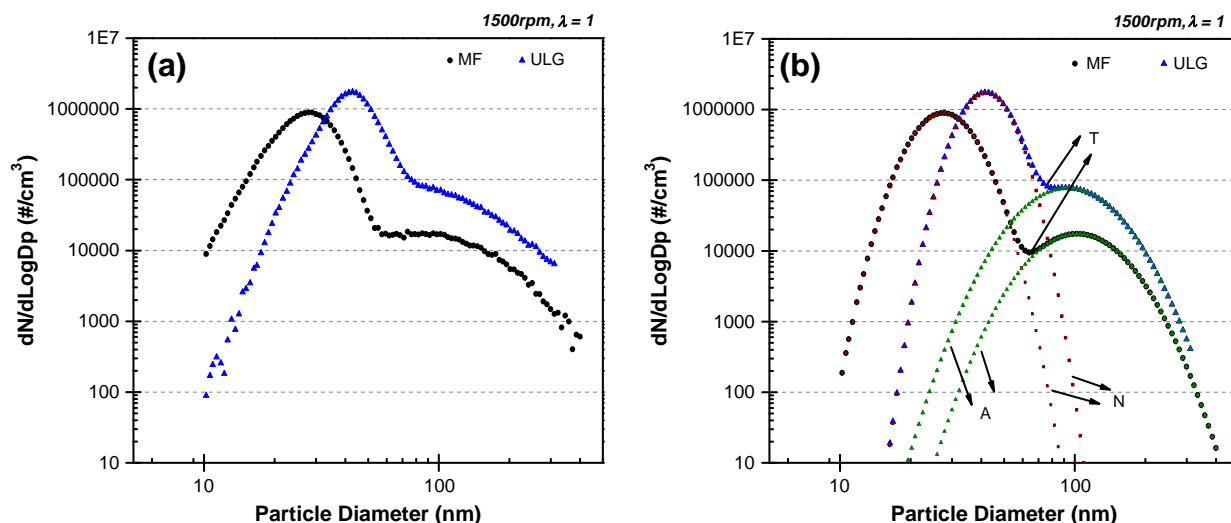 1500rpm, λ = 1
(a)
MF
ULG
1E7
1000000
100000
10000
1000
100
10
dN/dLogDp (#/cm³)
10
100
Particle Diameter (nm)
1500rpm, λ = 1
(b)
MF
ULG
1E7
1000000
100000
10000
1000
100
10
dN/dLogDp (#/cm³)
T
A
N
10
100
Particle Diameter (nm)